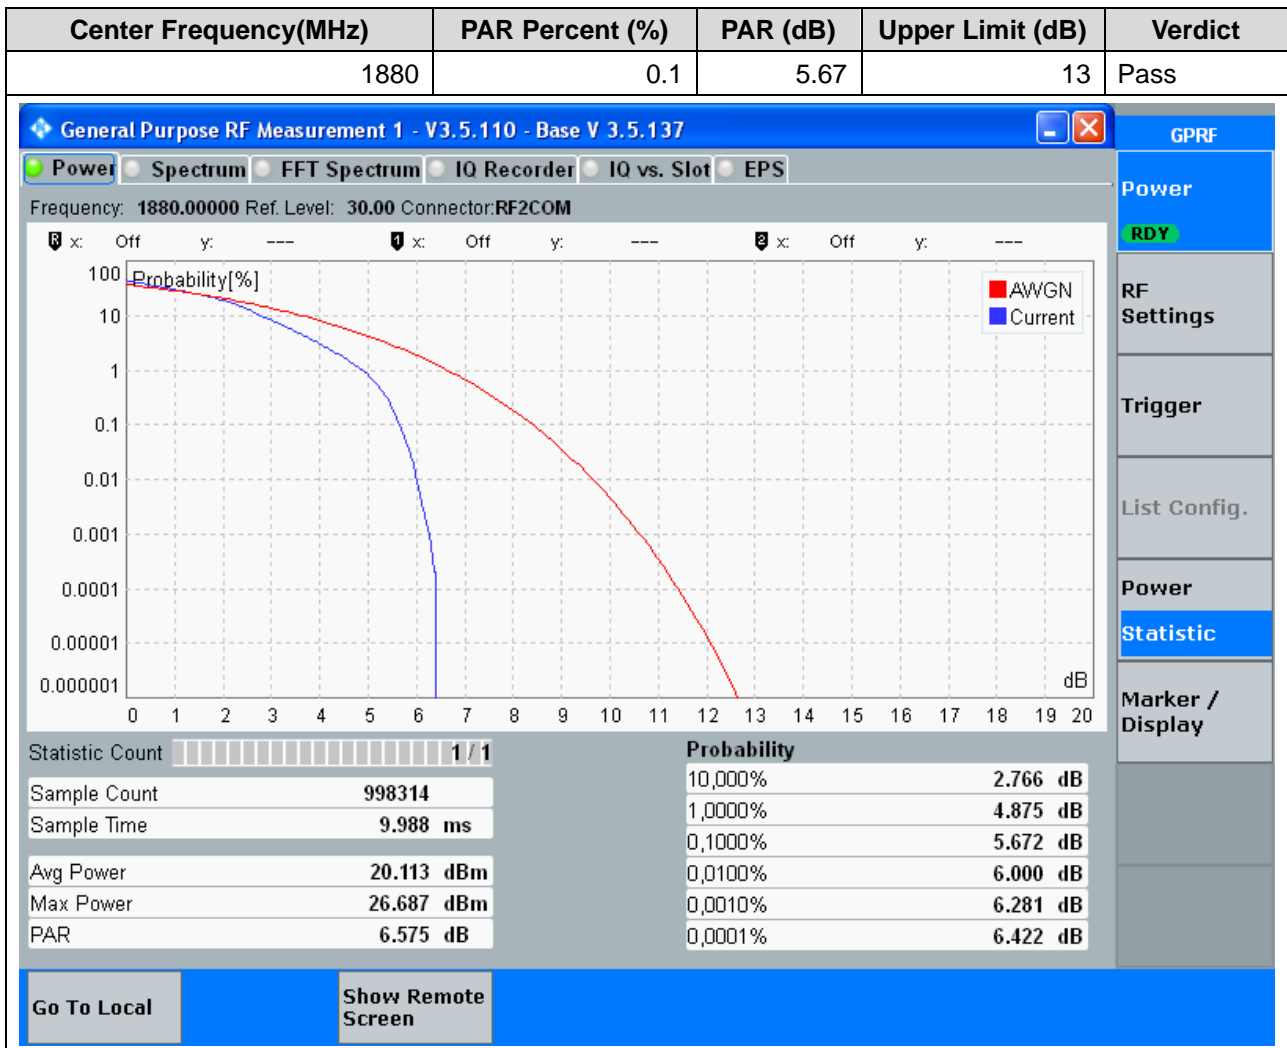 Center Frequency(MHz) PAR Percent (%) PAR (dB) Upper Limit (dB) Verdict
1880 0.1 5.67 13 Pass
General Purpose RF Measurement 1 - V3.5.110 - Base V 3.5.137
GPRF
Power Spectrum FFT Spectrum IQ Recorder IQ vs. Slot EPS
Frequency: 1880.00000 Ref. Level: 30.00 Connector:RF2COM
R x: Off y: --- 1 x: Off y: --- 2 x: Off y: ---
Probability[%]
100
10
1
0.1
0.01
0.001
0.0001
0.00001
0.000001
AWGN
Current
dB
0 1 2 3 4 5 6 7 8 9 10 11 12 13 14 15 16 17 18 19 20
Statistic Count 1 / 1
Sample Count 998314
Sample Time 9.988 ms
Avg Power 20.113 dBm
Max Power 26.687 dBm
PAR 6.575 dB
Probability
10,000% 2.766 dB
1,0000% 4.875 dB
0,1000% 5.672 dB
0,0100% 6.000 dB
0,0010% 6.281 dB
0,0001% 6.422 dB
Power
RDY
RF
Settings
Trigger
List Config.
Power
Statistic
Marker /
Display
Go To Local
Show Remote
Screen